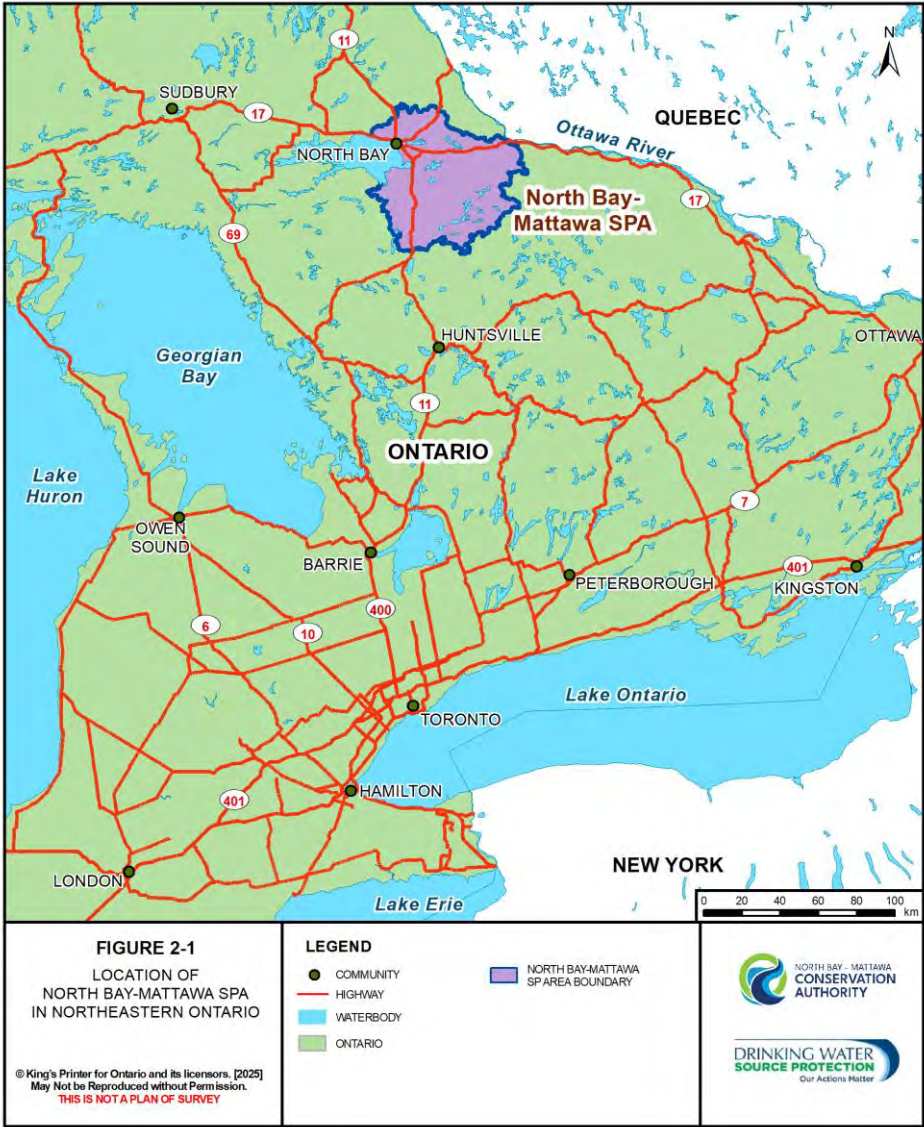 11
N
SUDBURY
17
QUEBEC
NORTH BAY
Ottawa River
North Bay-
Mattawa SPA
17
69
HUNTSVILLE
OTTAWA
Georgian
Bay
11
ONTARIO
Lake
Huron
7
OWEN
SOUND
BARRIE
401
PETERBOROUGH
KINGSTON
400
6
10
Lake Ontario
TORONTO
HAMILTON
401
NEW YORK
LONDON
Lake Erie
0 20 40 60 80 100
km
FIGURE 2-1
LOCATION OF
NORTH BAY-MATTAWA SPA
IN NORTHEASTERN ONTARIO
© King's Printer for Ontario and its licensors. [2025]
May Not be Reproduced without Permission.
THIS IS NOT A PLAN OF SURVEY
LEGEND
COMMUNITY
HIGHWAY
WATERBODY
ONTARIO
NORTH BAY-MATTAWA
SP AREA BOUNDARY
NORTH BAY - MATTAWA
CONSERVATION
AUTHORITY
DRINKING WATER
SOURCE PROTECTION
Our Actions Matter